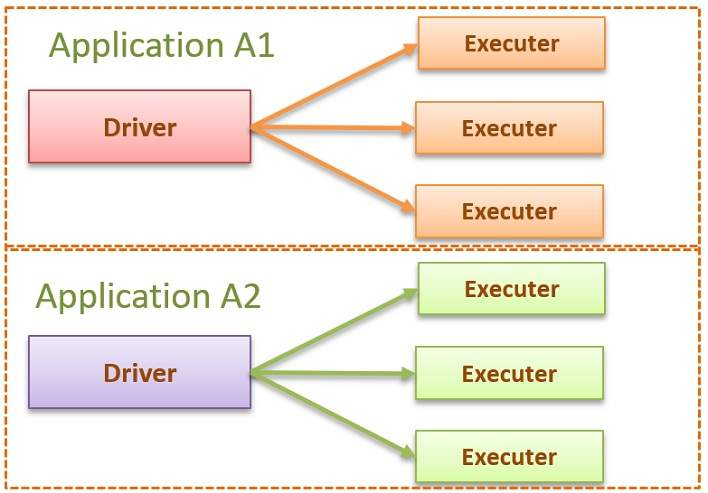 Application A1
Driver
Executer
Executer
Executer
Application A2
Driver
Executer
Executer
Executer